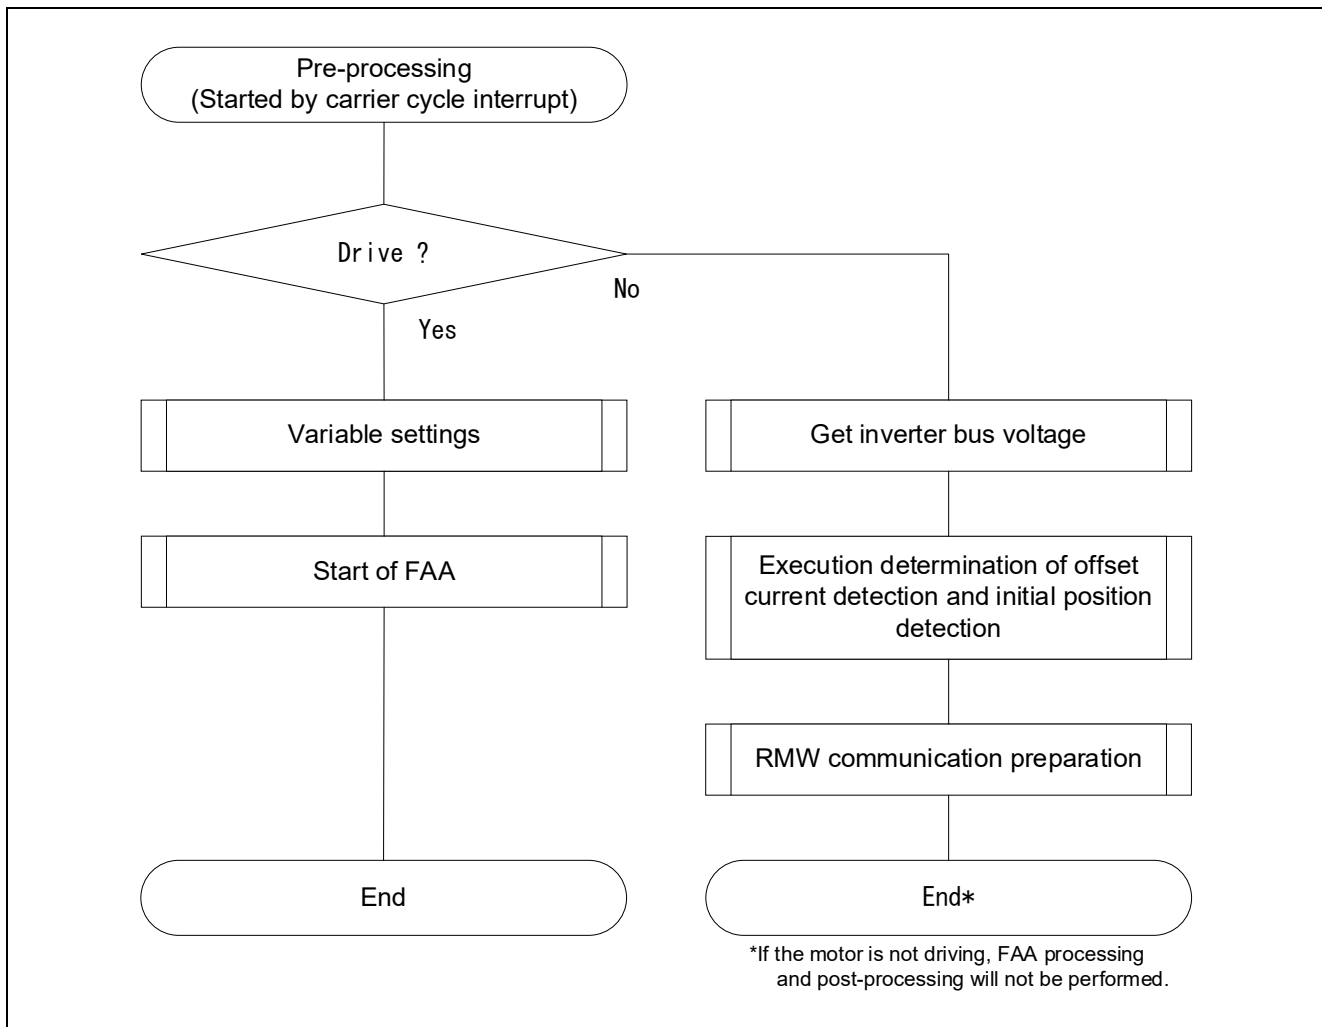 Pre-processing
(Started by carrier cycle interrupt)
Drive ?
No
Yes
Variable settings
Get inverter bus voltage
Start of FAA
Execution determination of offset
current detection and initial position
detection
RMW communication preparation
End
End*
*If the motor is not driving, FAA processing
and post-processing will not be performed.